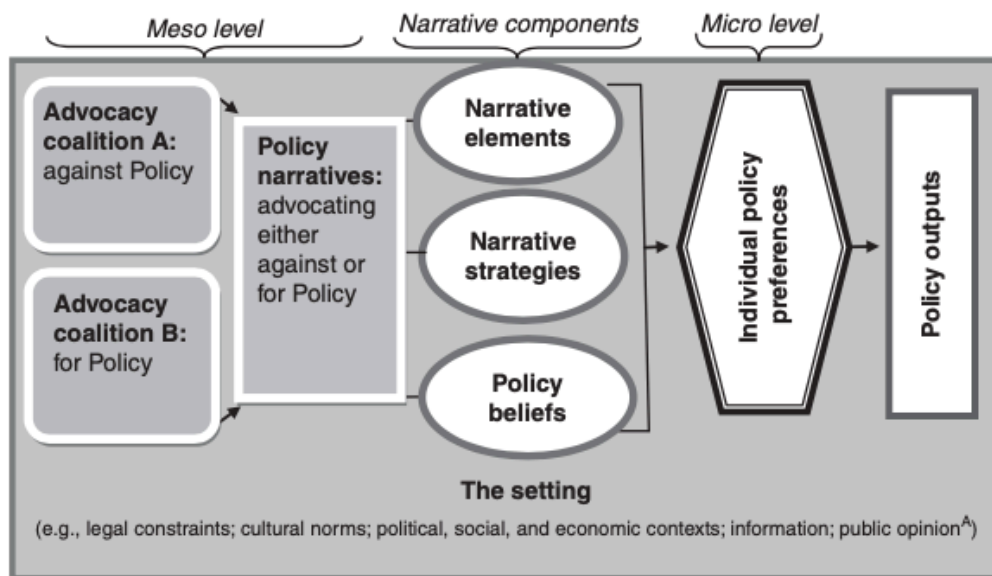 Meso level
Narrative components
Micro level
Advocacy
coalition A:
against Policy
Advocacy
coalition B:
for Policy
Policy
narratives:
advocating
either
against or
for Policy
Narrative
elements
Narrative
strategies
Policy
beliefs
Individual policy
preferences
Policy outputs
The setting
(e.g., legal constraints; cultural norms; political, social, and economic contexts; information; public opinionᴬ)